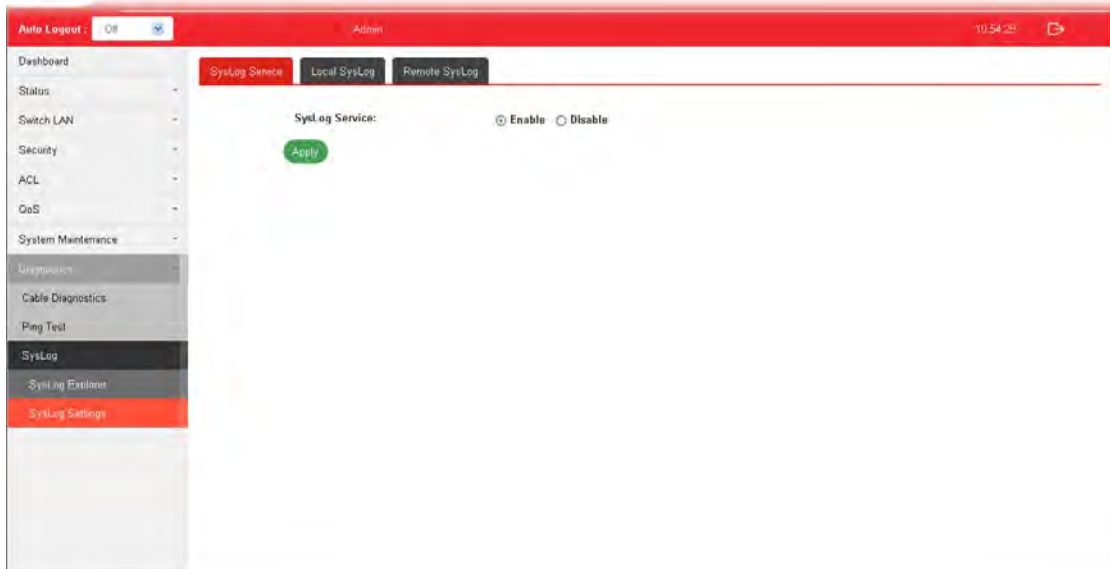 Auto Logout : Off
Admin
10:54:29
Dashboard
Status
Switch LAN
Security
ACL
QoS
System Maintenance
Diagnostics
Cable Diagnostics
Ping Test
SysLog
SysLog Explorer
SysLog Settings
SysLog Service
Local SysLog
Remote SysLog
SysLog Service:
Enable
Disable
Apply